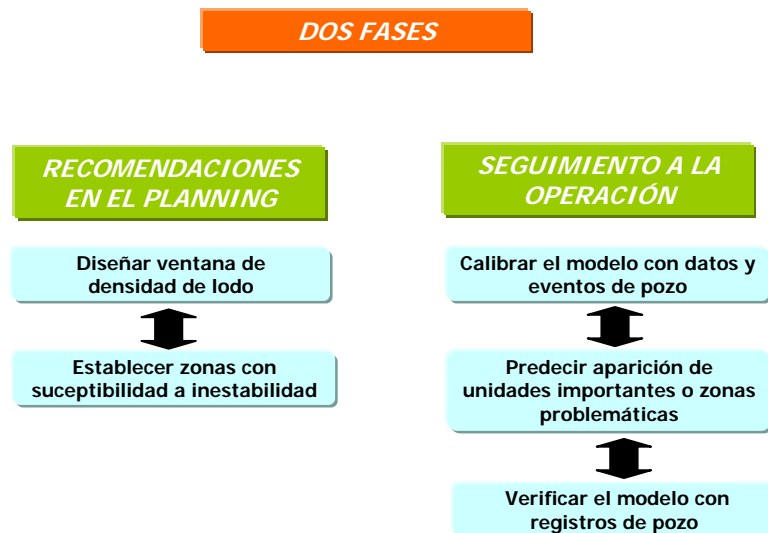 DOS FASES
RECOMENDACIONES
EN EL PLANNING
Diseñar ventana de
densidad de lodo
Establecer zonas con
suceptibilidad a inestabilidad
SEGUIMIENTO A LA
OPERACIÓN
Calibrar el modelo con datos y
eventos de pozo
Predecir aparición de
unidades importantes o zonas
problemáticas
Verificar el modelo con
registros de pozo